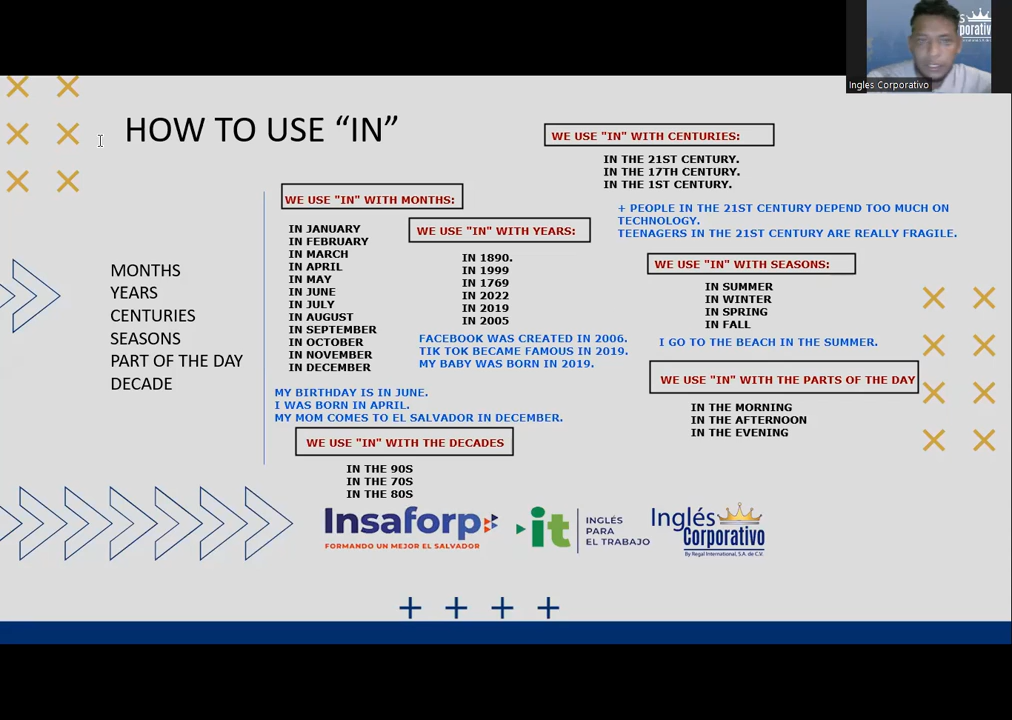 Ingles Corporativo
HOW TO USE “IN”
MONTHS
YEARS
CENTURIES
SEASONS
PART OF THE DAY
DECADE
WE USE "IN" WITH MONTHS:
IN JANUARY
IN FEBRUARY
IN MARCH
IN APRIL
IN MAY
IN JUNE
IN JULY
IN AUGUST
IN SEPTEMBER
IN OCTOBER
IN NOVEMBER
IN DECEMBER
MY BIRTHDAY IS IN JUNE.
I WAS BORN IN APRIL.
MY MOM COMES TO EL SALVADOR IN DECEMBER.
WE USE "IN" WITH THE DECADES
IN THE 90S
IN THE 70S
IN THE 80S
WE USE "IN" WITH YEARS:
IN 1890.
IN 1999
IN 1769
IN 2022
IN 2019
IN 2005
FACEBOOK WAS CREATED IN 2006.
TIK TOK BECAME FAMOUS IN 2019.
MY BABY WAS BORN IN 2019.
WE USE "IN" WITH CENTURIES:
IN THE 21ST CENTURY.
IN THE 17TH CENTURY.
IN THE 1ST CENTURY.
+ PEOPLE IN THE 21ST CENTURY DEPEND TOO MUCH ON
TECHNOLOGY.
TEENAGERS IN THE 21ST CENTURY ARE REALLY FRAGILE.
WE USE "IN" WITH SEASONS:
IN SUMMER
IN WINTER
IN SPRING
IN FALL
I GO TO THE BEACH IN THE SUMMER.
WE USE "IN" WITH THE PARTS OF THE DAY
IN THE MORNING
IN THE AFTERNOON
IN THE EVENING
Insaforp
FORMANDO UN MEJOR EL SALVADOR
it
INGLÉS
PARA
EL TRABAJO
Inglés
Corporativo
By Regal International, S.A. de C.V.